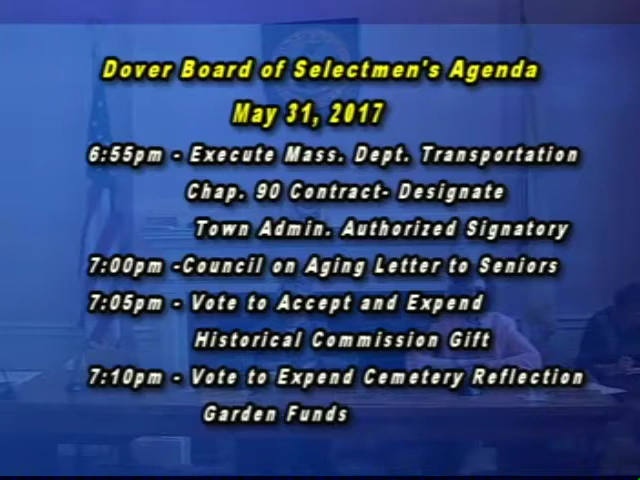 Dover Board of Selectmen's Agenda
May 31, 2017
6:55pm - Execute Mass. Dept. Transportation
Chap. 90 Contract- Designate
Town Admin. Authorized Signatory
7:00pm -Council on Aging Letter to Seniors
7:05pm - Vote to Accept and Expend
Historical Commission Gift
7:10pm - Vote to Expend Cemetery Reflection
Garden Funds